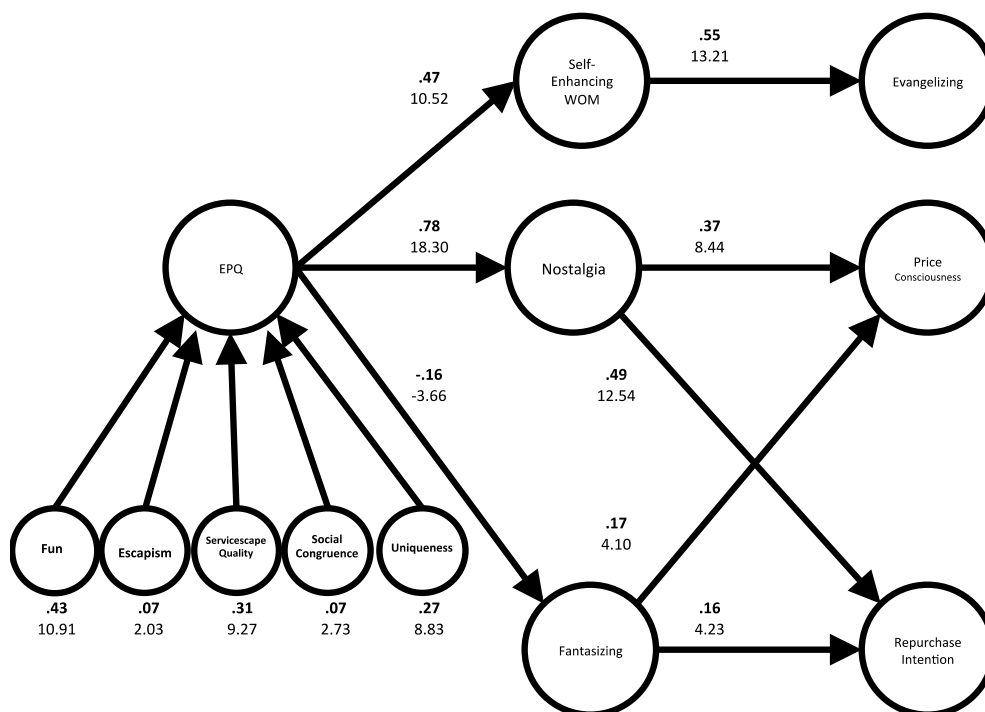 Self-
Enhancing
WOM
.55
13.21
Evangelizing
.47
10.52
EPQ
.78
18.30
Nostalgia
.37
8.44
Price
Consciousness
-.16
-3.66
.49
12.54
.17
4.10
Fun
Escapism
Servicescape
Quality
Social
Congruence
Uniqueness
.43
10.91
.07
2.03
.31
9.27
.07
2.73
.27
8.83
Fantasizing
.16
4.23
Repurchase
Intention